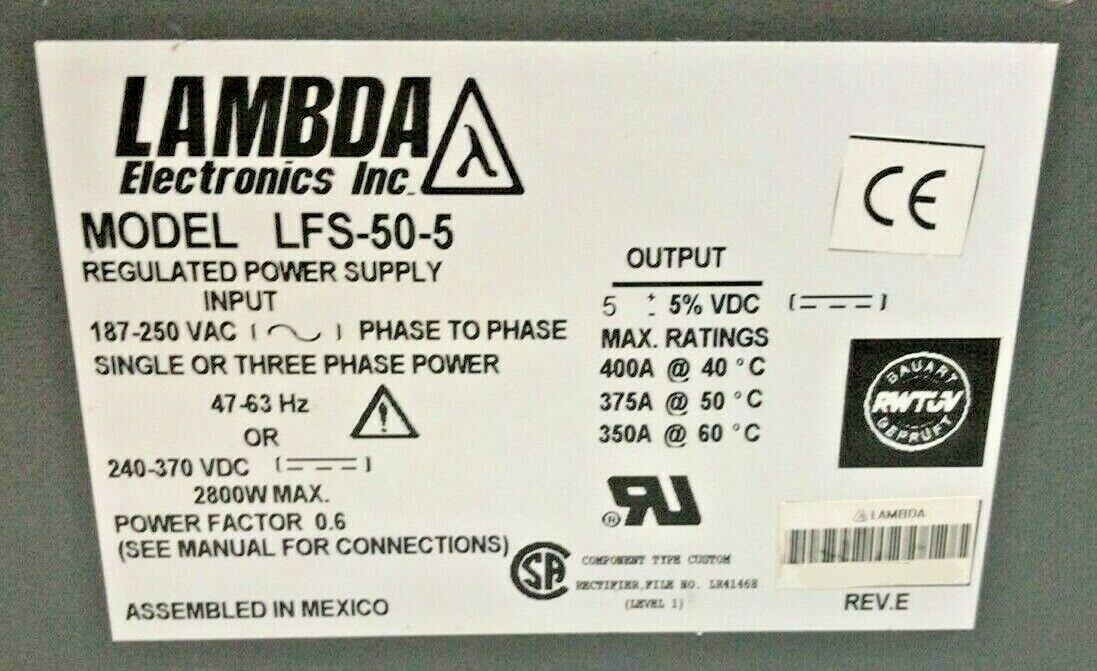 LAMBDA
Electronics Inc.
MODEL LFS-50-5
REGULATED POWER SUPPLY
INPUT
187-250 VAC PHASE TO PHASE
SINGLE OR THREE PHASE POWER
47-63 Hz
OR
240-370 VDC
2800W MAX.
POWER FACTOR 0.6
(SEE MANUAL FOR CONNECTIONS)
ASSEMBLED IN MEXICO
CE
OUTPUT
5 ± 5% VDC
MAX. RATINGS
400A @ 40 °C
375A @ 50 °C
350A @ 60 °C
BAUART
RWTÜV
GEPRÜFT
RU®
SA
COMPONENT TYPE CUSTOM
RECTIFIER, FILE NO. LR41468
(LEVEL 1)
LAMBDA
REV.E